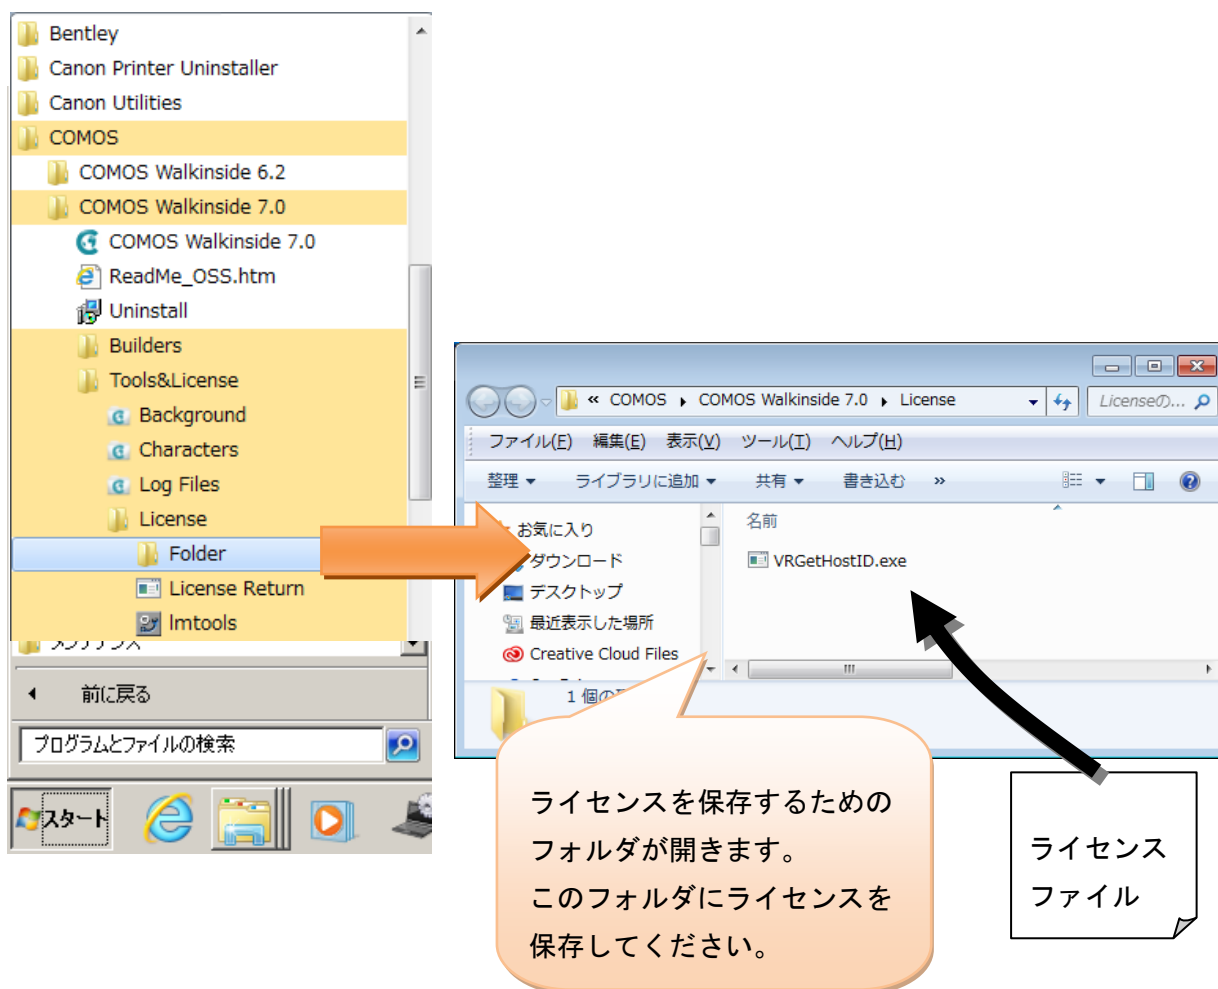 Bentley
Canon Printer Uninstaller
Canon Utilities
COMOS
COMOS Walkinside 6.2
COMOS Walkinside 7.0
COMOS Walkinside 7.0
ReadMe_OSS.htm
Uninstall
Builders
Tools&License
Background
Characters
Log Files
License
Folder
License Return
lmtools
メンテナンス
前に戻る
プログラムとファイルの検索
スタート
« COMOS ▸ COMOS Walkinside 7.0 ▸ License
Licenseの...
ファイル(F) 編集(E) 表示(V) ツール(T) ヘルプ(H)
整理 ライブラリに追加 共有 書き込む »
お気に入り
ダウンロード
デスクトップ
最近表示した場所
Creative Cloud Files
名前
VRGetHostID.exe
1 個の
ライセンスを保存するための
フォルダが開きます。
このフォルダにライセンスを
保存してください。
ライセンス
ファイル